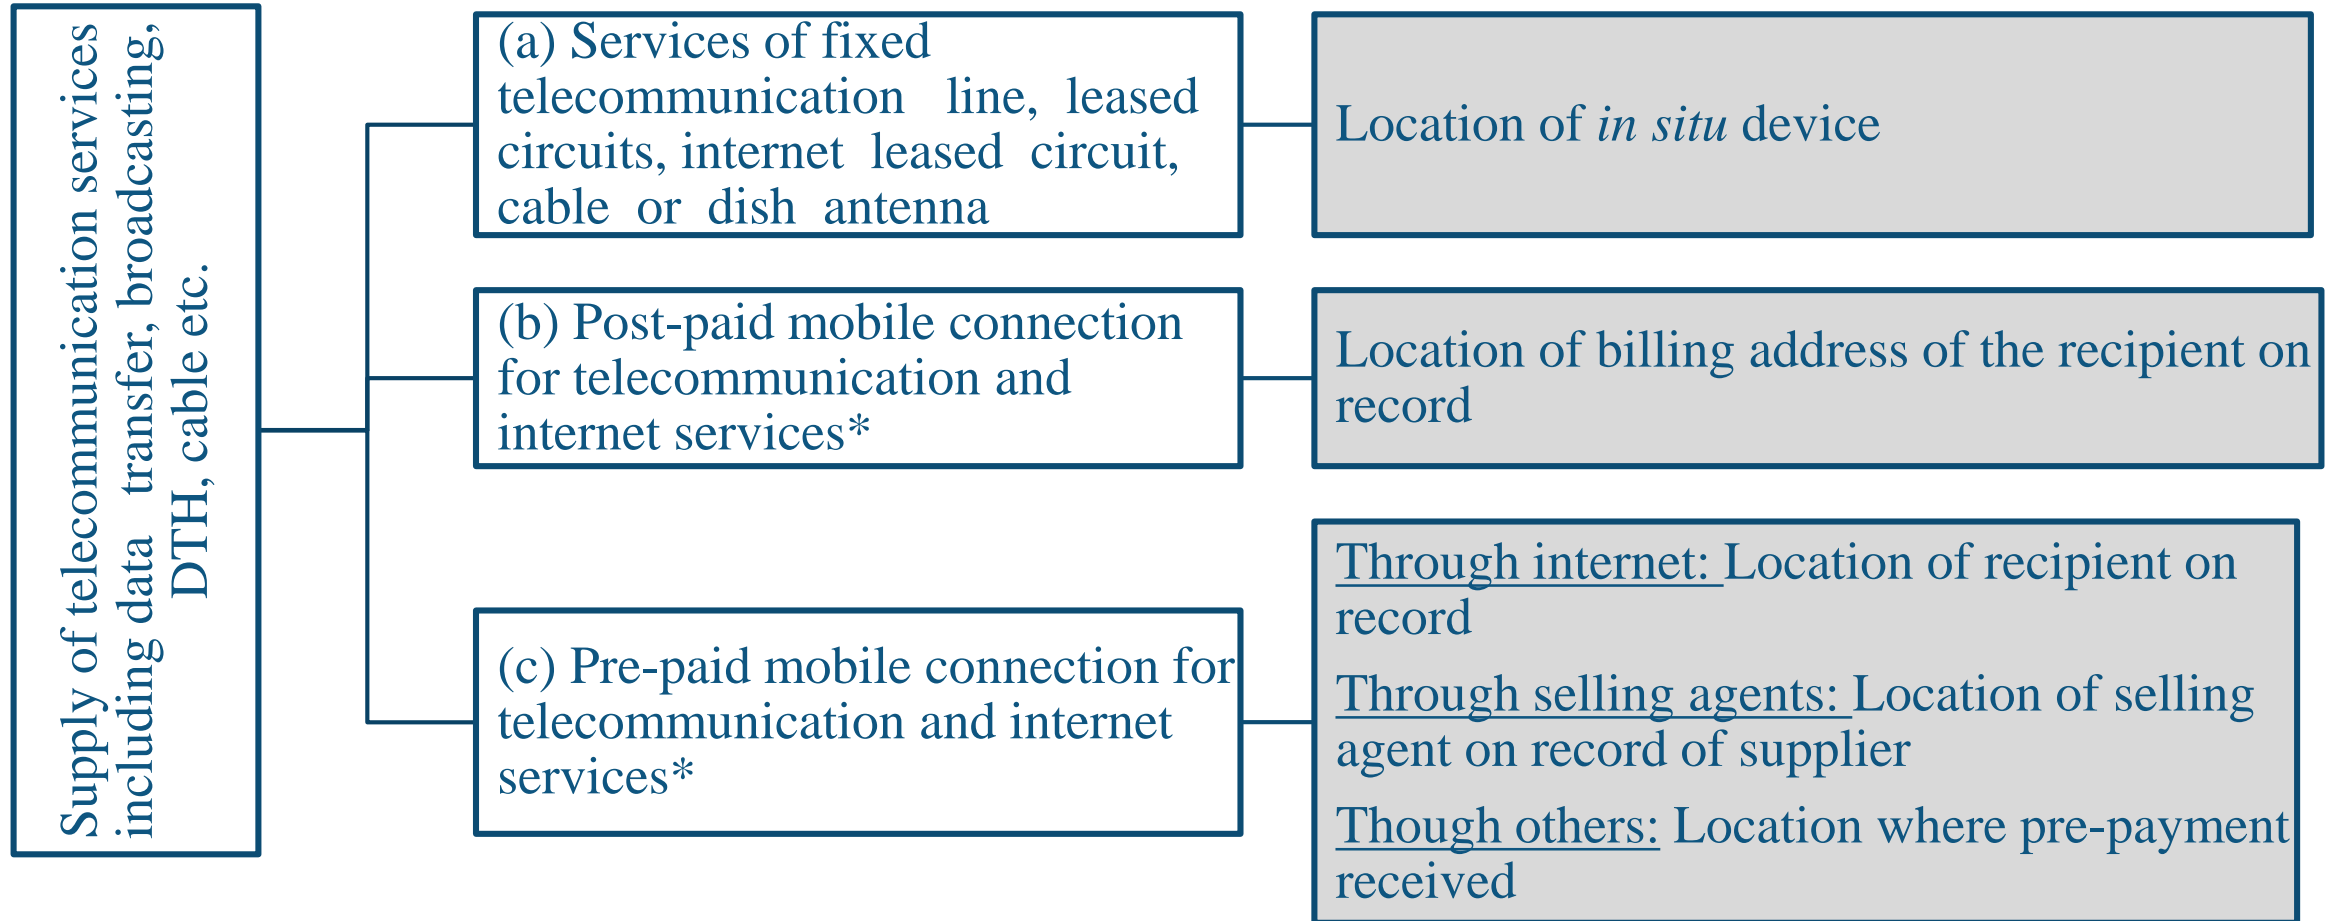 Supply of telecommunication services
including data transfer, broadcasting,
DTH, cable etc.
(a) Services of fixed
telecommunication line, leased
circuits, internet leased circuit,
cable or dish antenna
Location of in situ device
(b) Post-paid mobile connection
for telecommunication and
internet services*
Location of billing address of the recipient on
record
(c) Pre-paid mobile connection for
telecommunication and internet
services*
Through internet: Location of recipient on
record
Through selling agents: Location of selling
agent on record of supplier
Though others: Location where pre-payment
received